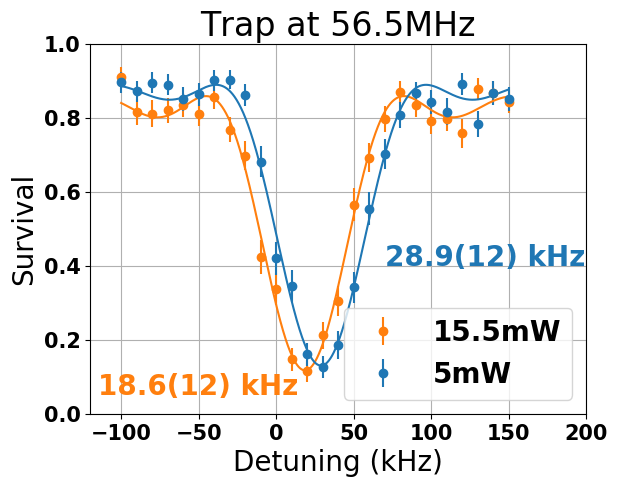 Trap at 56.5MHz
1.0
0.8
0.6
0.4
0.2
0.0
Survival
28.9(12) kHz
18.6(12) kHz
15.5mW
5mW
−100
−50
0
50
100
150
200
Detuning (kHz)